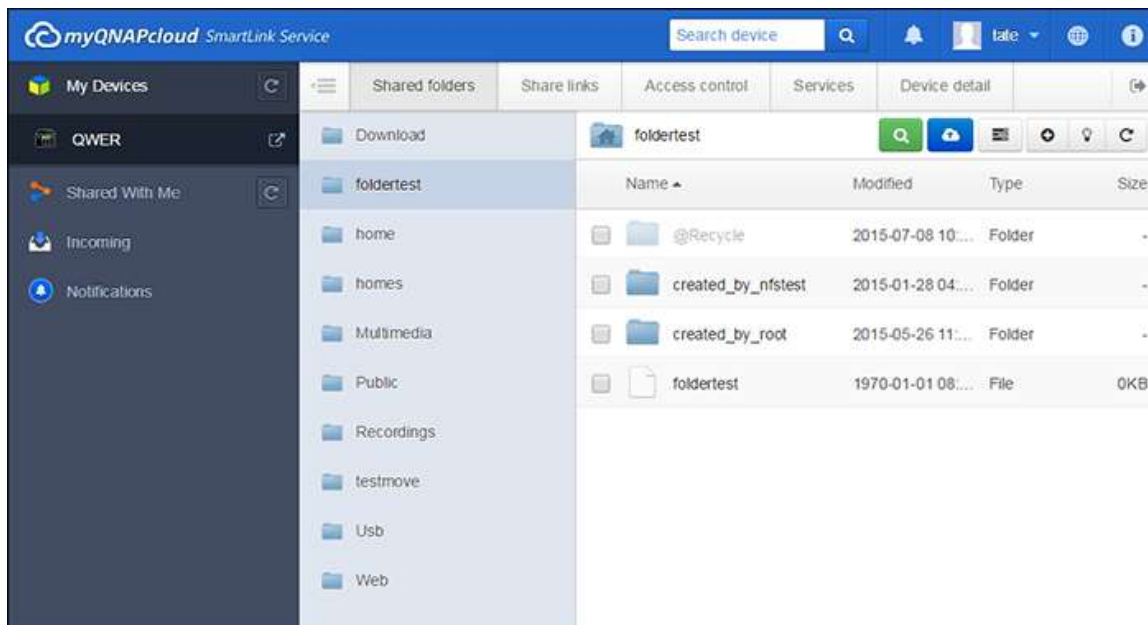 myQNAPcloud SmartLink Service
Search device
tate
My Devices
Shared folders
Share links
Access control
Services
Device detail
QWER
Shared With Me
Incoming
Notifications
Download
foldertest
home
homes
Multimedia
Public
Recordings
testmove
Usb
Web
foldertest
Name Modified Type Size
@Recycle 2015-07-08 10:... Folder -
created_by_nfstest 2015-01-28 04:... Folder -
created_by_root 2015-05-26 11:... Folder -
foldertest 1970-01-01 08:... File 0KB